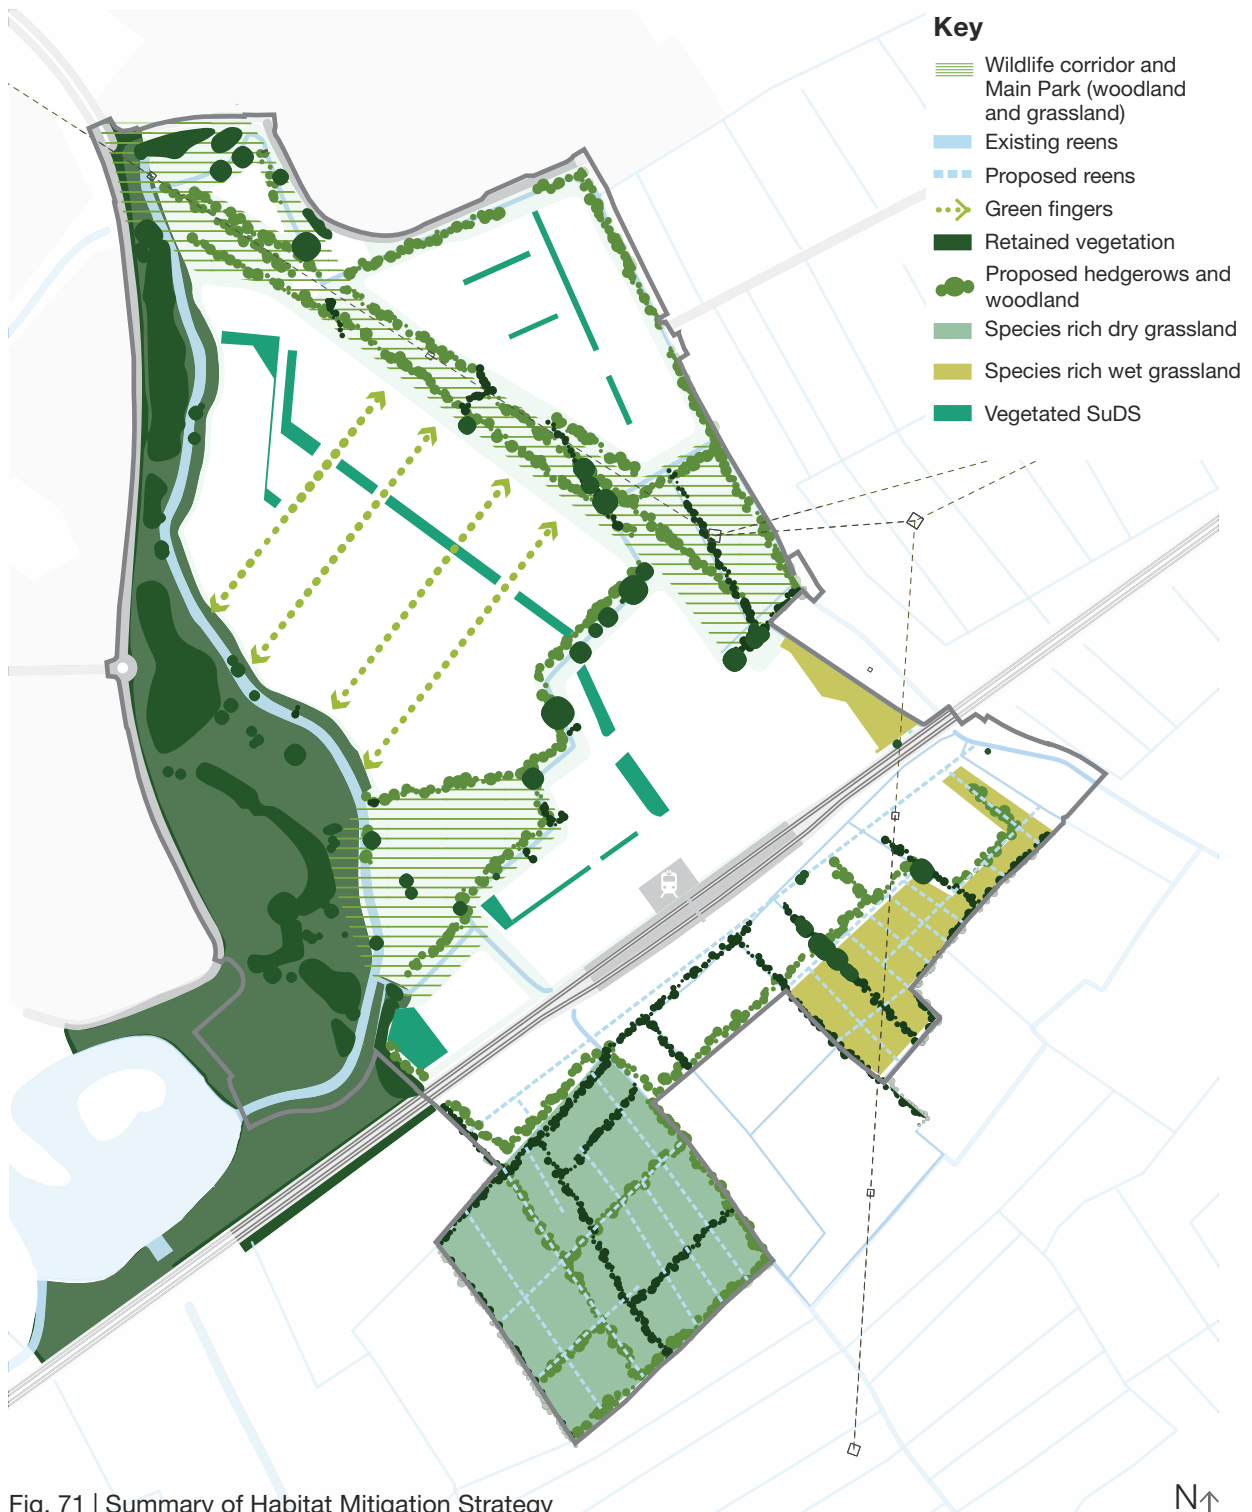 Key
Wildlife corridor and
Main Park (woodland
and grassland)
Existing reens
Proposed reens
Green fingers
Retained vegetation
Proposed hedgerows and
woodland
Species rich dry grassland
Species rich wet grassland
Vegetated SuDS
Fig. 71 | Summary of Habitat Mitigation Strategy
N